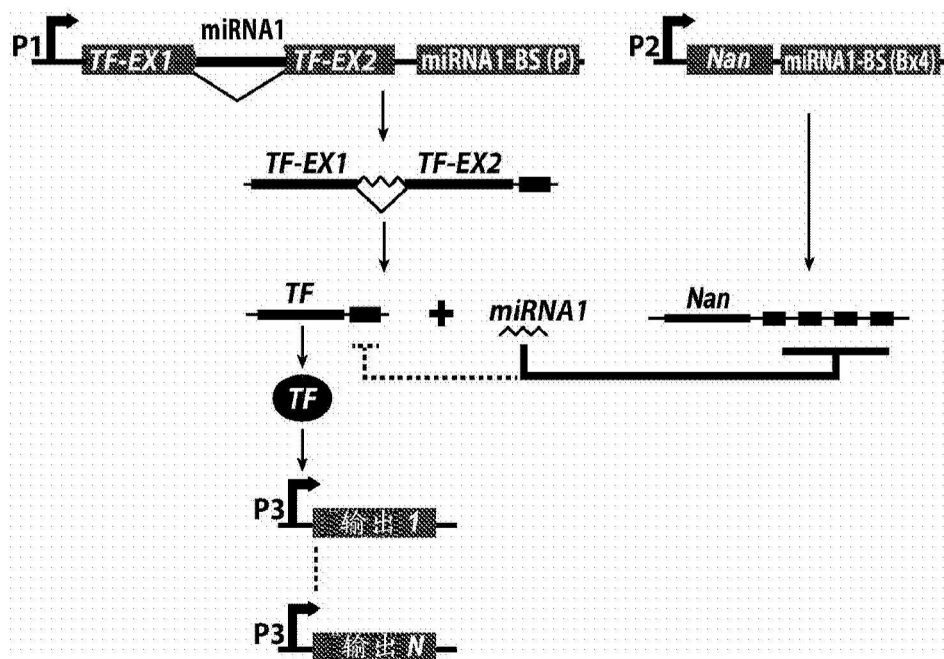 P1 TF-EX1 miRNA1 TF-EX2 miRNA1-BS (P)
P2 Nan miRNA1-BS (Bx4)
TF-EX1 TF-EX2
TF + miRNA1 Nan
TF
P3 输出 1
P3 输出 N